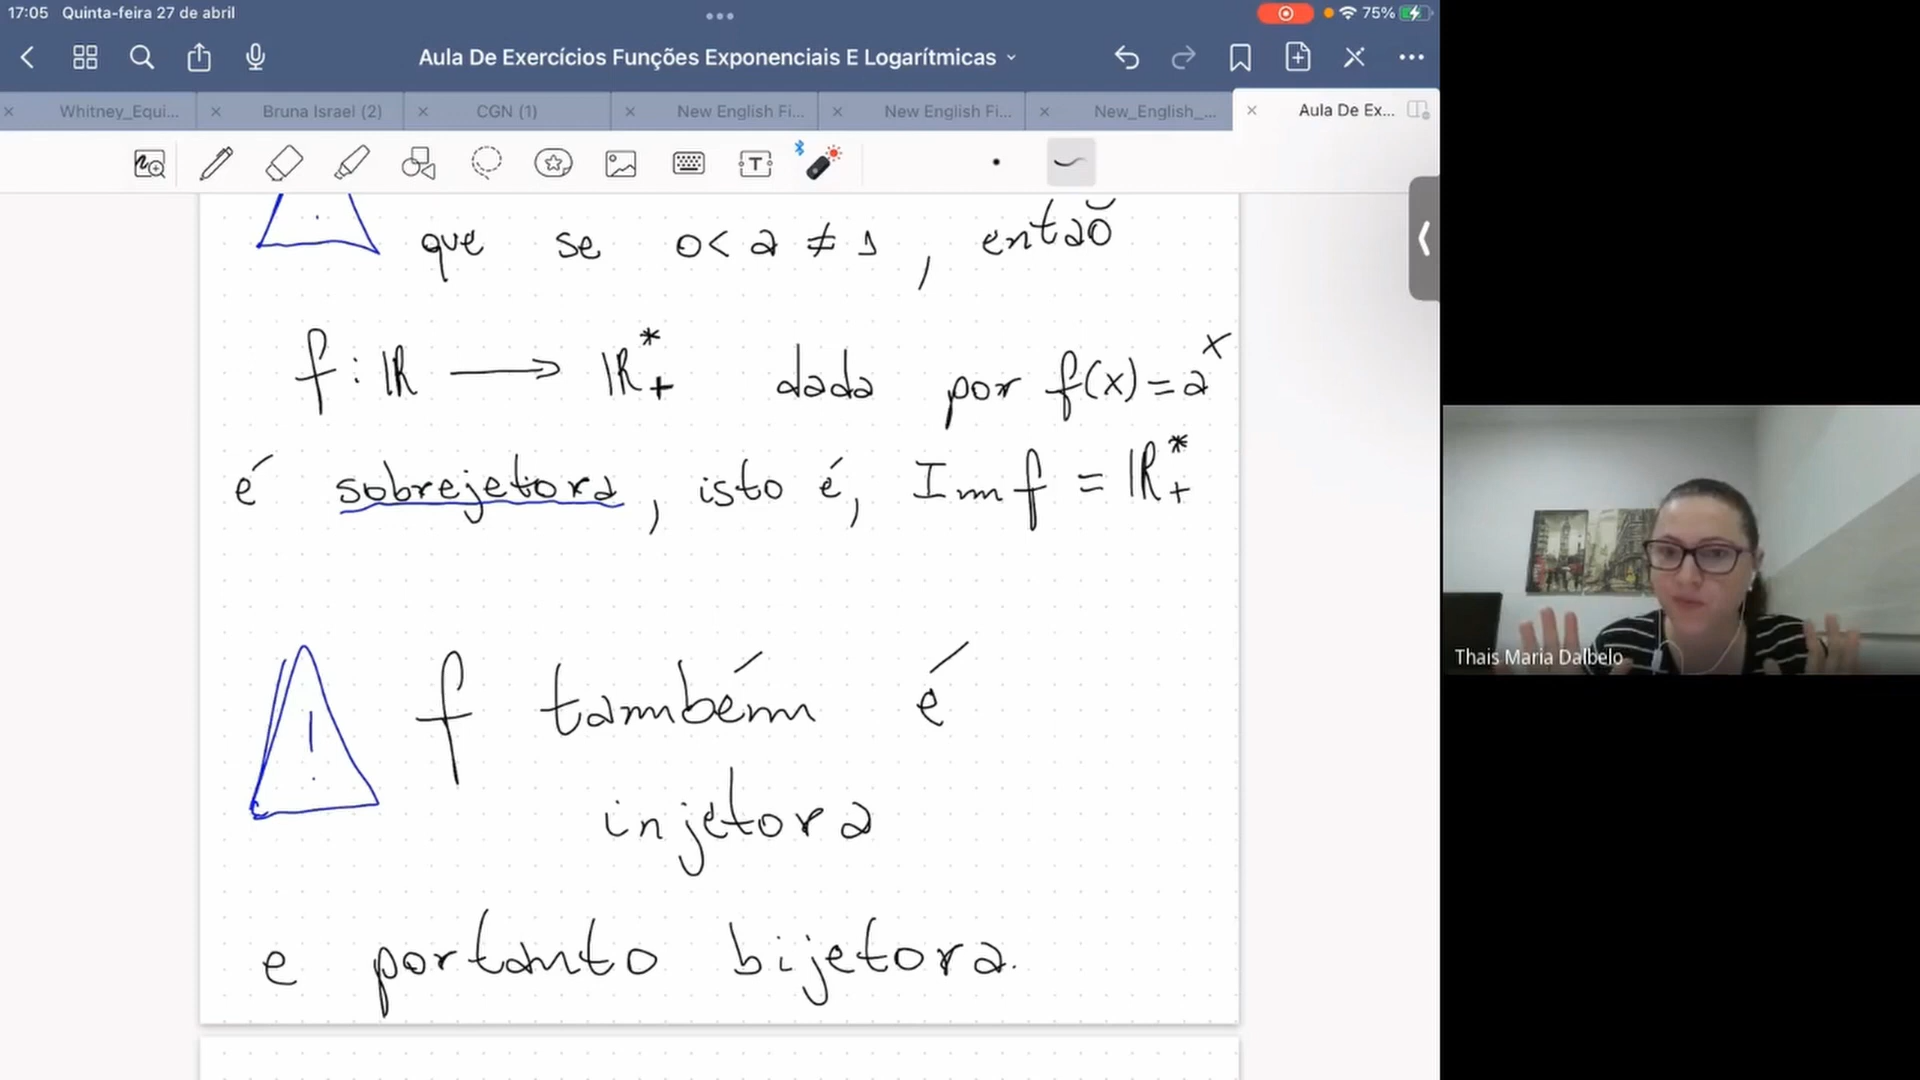 17:05 Quinta-feira 27 de abril
75%
Aula De Exercícios Funções Exponenciais E Logarítmicas
Whitney_Equi... Bruna Israel (2) CGN (1) New English Fi... New English Fi... New_English_... Aula De Ex...
T
que se 0 < a ≠ 1, então
f : ℝ ⟶ ℝ*₊ dada por f(x) = aˣ
é sobrejetora, isto é, Im f = ℝ*₊
! f também é
injetora
e portanto bijetora.
Thais Maria Dalbelo